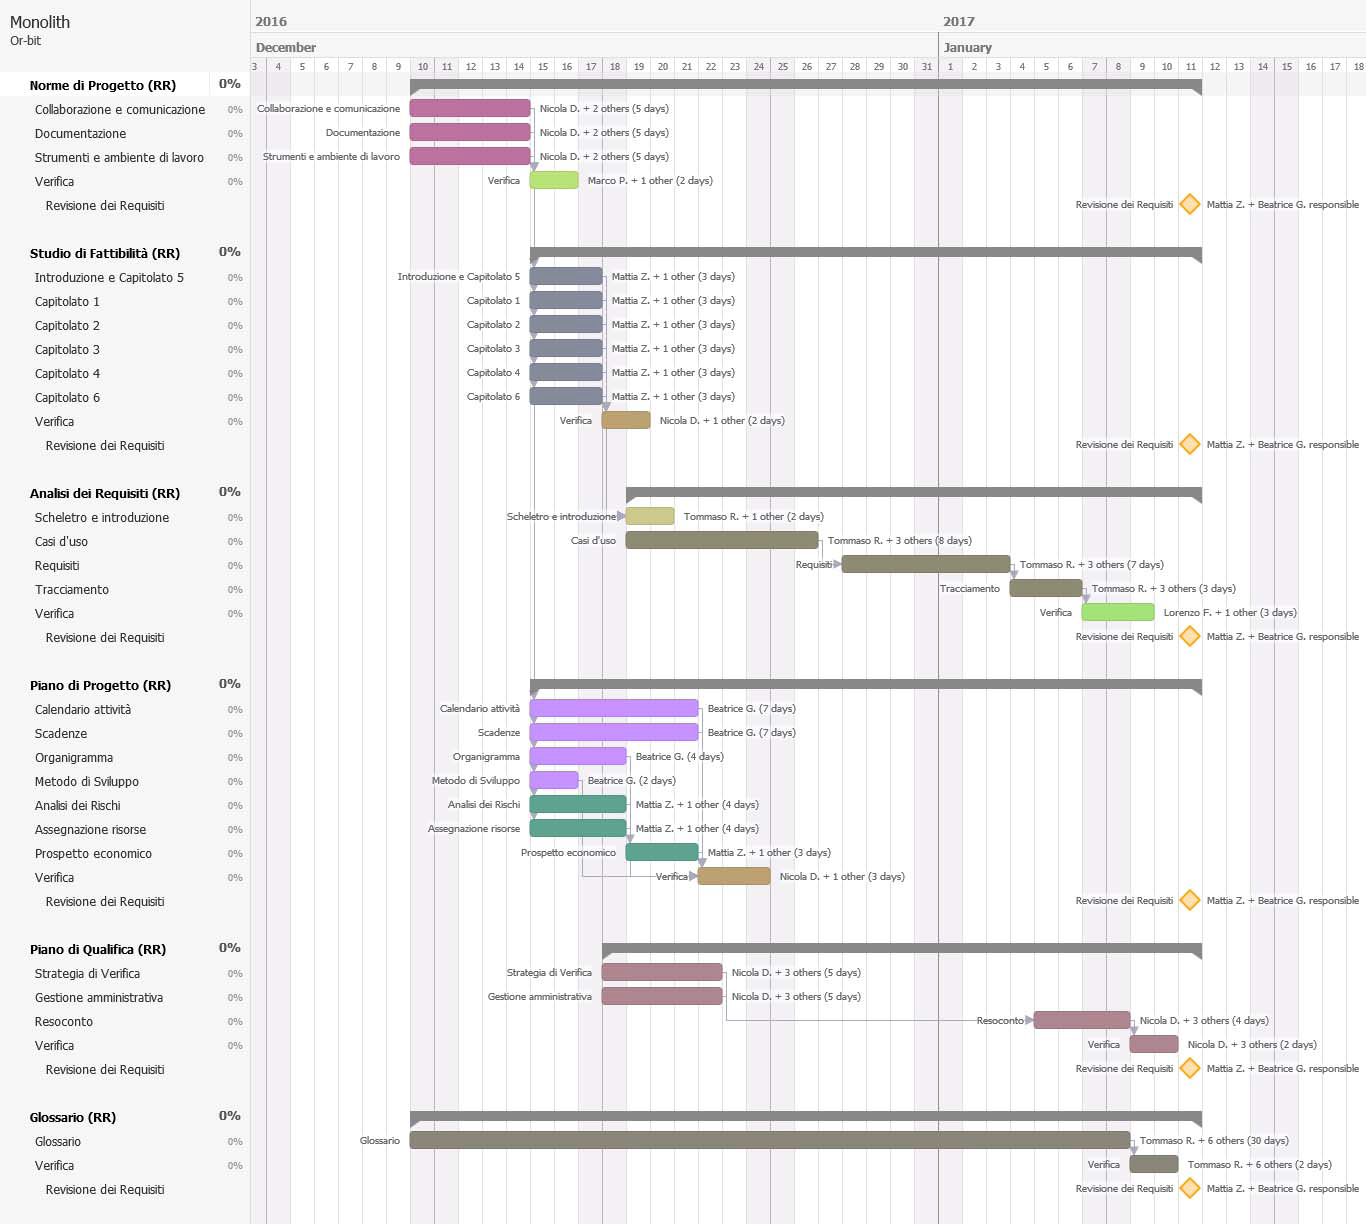 Monolith
Or-bit
2016 2017
December January
3 4 5 6 7 8 9 10 11 12 13 14 15 16 17 18 19 20 21 22 23 24 25 26 27 28 29 30 31 1 2 3 4 5 6 7 8 9 10 11 12 13 14 15 16 17 18
Norme di Progetto (RR) 0%
Collaborazione e comunicazione 0% Collaborazione e comunicazione Nicola D. + 2 others (5 days)
Documentazione 0% Documentazione Nicola D. + 2 others (5 days)
Strumenti e ambiente di lavoro 0% Strumenti e ambiente di lavoro Nicola D. + 2 others (5 days)
Verifica 0% Verifica Marco P. + 1 other (2 days)
Revisione dei Requisiti Revisione dei Requisiti Mattia Z. + Beatrice G. responsible
Studio di Fattibilità (RR) 0%
Introduzione e Capitolato 5 0% Introduzione e Capitolato 5 Mattia Z. + 1 other (3 days)
Capitolato 1 0% Capitolato 1 Mattia Z. + 1 other (3 days)
Capitolato 2 0% Capitolato 2 Mattia Z. + 1 other (3 days)
Capitolato 3 0% Capitolato 3 Mattia Z. + 1 other (3 days)
Capitolato 4 0% Capitolato 4 Mattia Z. + 1 other (3 days)
Capitolato 6 0% Capitolato 6 Mattia Z. + 1 other (3 days)
Verifica 0% Verifica Nicola D. + 1 other (2 days)
Revisione dei Requisiti Revisione dei Requisiti Mattia Z. + Beatrice G. responsible
Analisi dei Requisiti (RR) 0%
Scheletro e introduzione 0% Scheletro e introduzione Tommaso R. + 1 other (2 days)
Casi d'uso 0% Casi d'uso Tommaso R. + 3 others (8 days)
Requisiti 0% Requisiti Tommaso R. + 3 others (7 days)
Tracciamento 0% Tracciamento Tommaso R. + 3 others (3 days)
Verifica 0% Verifica Lorenzo F. + 1 other (3 days)
Revisione dei Requisiti Revisione dei Requisiti Mattia Z. + Beatrice G. responsible
Piano di Progetto (RR) 0%
Calendario attività 0% Calendario attività Beatrice G. (7 days)
Scadenze 0% Scadenze Beatrice G. (7 days)
Organigramma 0% Organigramma Beatrice G. (4 days)
Metodo di Sviluppo 0% Metodo di Sviluppo Beatrice G. (2 days)
Analisi dei Rischi 0% Analisi dei Rischi Mattia Z. + 1 other (4 days)
Assegnazione risorse 0% Assegnazione risorse Mattia Z. + 1 other (4 days)
Prospetto economico 0% Prospetto economico Mattia Z. + 1 other (3 days)
Verifica 0% Verifica Nicola D. + 1 other (3 days)
Revisione dei Requisiti Revisione dei Requisiti Mattia Z. + Beatrice G. responsible
Piano di Qualifica (RR) 0%
Strategia di Verifica 0% Strategia di Verifica Nicola D. + 3 others (5 days)
Gestione amministrativa 0% Gestione amministrativa Nicola D. + 3 others (5 days)
Resoconto 0% Resoconto Nicola D. + 3 others (4 days)
Verifica 0% Verifica Nicola D. + 3 others (2 days)
Revisione dei Requisiti Revisione dei Requisiti Mattia Z. + Beatrice G. responsible
Glossario (RR) 0%
Glossario 0% Glossario Tommaso R. + 6 others (30 days)
Verifica 0% Verifica Tommaso R. + 6 others (2 days)
Revisione dei Requisiti Revisione dei Requisiti Mattia Z. + Beatrice G. responsible